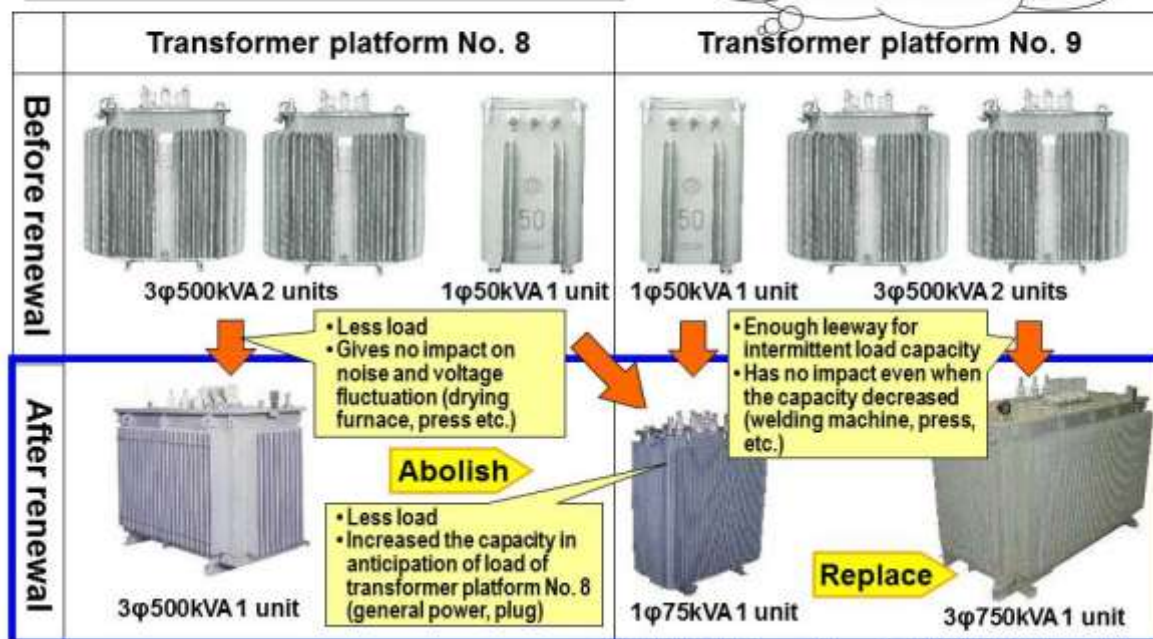 Transformer platform No. 8
Transformer platform No. 9
Before renewal
50
50
3φ500kVA 2 units
1φ50kVA 1 unit
1φ50kVA 1 unit
3φ500kVA 2 units
• Less load
• Gives no impact on
noise and voltage
fluctuation (drying
furnace, press etc.)
• Enough leeway for
intermittent load capacity
• Has no impact even when
the capacity decreased
(welding machine, press,
etc.)
After renewal
Abolish
• Less load
• Increased the capacity in
anticipation of load of
transformer platform No. 8
(general power, plug)
Replace
3φ500kVA 1 unit
1φ75kVA 1 unit
3φ750kVA 1 unit